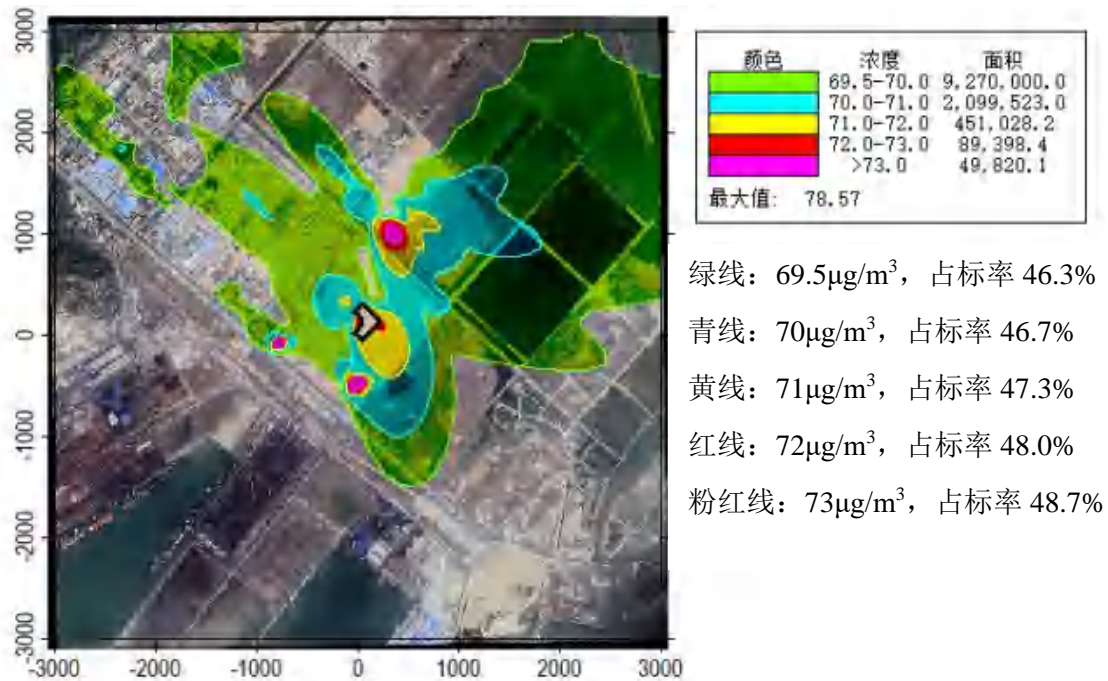 颜色 浓度 面积
69.5-70.0 9,270,000.0
70.0-71.0 2,099,523.0
71.0-72.0 451,028.2
72.0-73.0 89,398.4
>73.0 49,820.1
最大值: 78.57
绿线：69.5μg/m³，占标率 46.3%
青线：70μg/m³，占标率 46.7%
黄线：71μg/m³，占标率 47.3%
红线：72μg/m³，占标率 48.0%
粉红线：73μg/m³，占标率 48.7%
3000
2000
1000
0
-1000
-2000
-3000
-3000 -2000 -1000 0 1000 2000 3000